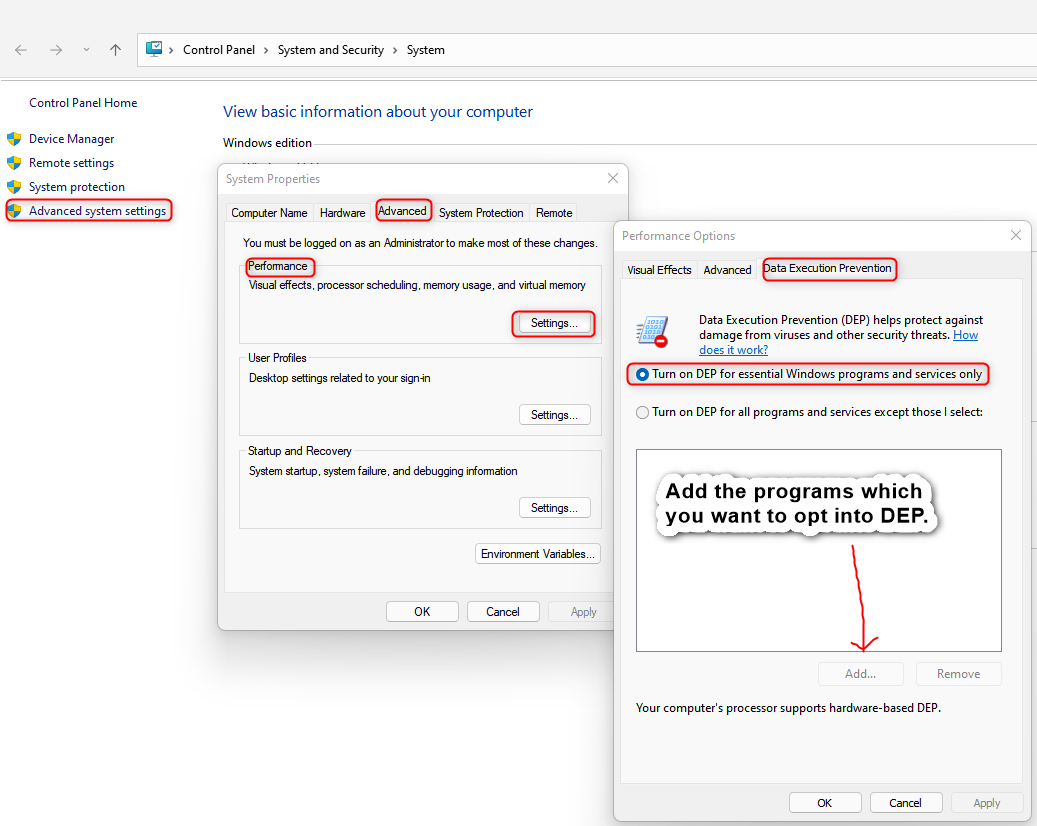 Control Panel > System and Security > System
Control Panel Home
Device Manager
Remote settings
System protection
Advanced system settings
View basic information about your computer
Windows edition
System Properties
Computer Name
Hardware
Advanced
System Protection
Remote
You must be logged on as an Administrator to make most of these changes.
Performance
Visual effects, processor scheduling, memory usage, and virtual memory
Settings...
User Profiles
Desktop settings related to your sign-in
Settings...
Startup and Recovery
System startup, system failure, and debugging information
Settings...
Environment Variables...
OK
Cancel
Apply
Performance Options
Visual Effects
Advanced
Data Execution Prevention
Data Execution Prevention (DEP) helps protect against
damage from viruses and other security threats. How
does it work?
Turn on DEP for essential Windows programs and services only
Turn on DEP for all programs and services except those I select:
Add the programs which
you want to opt into DEP.
Add...
Remove
Your computer's processor supports hardware-based DEP.
OK
Cancel
Apply